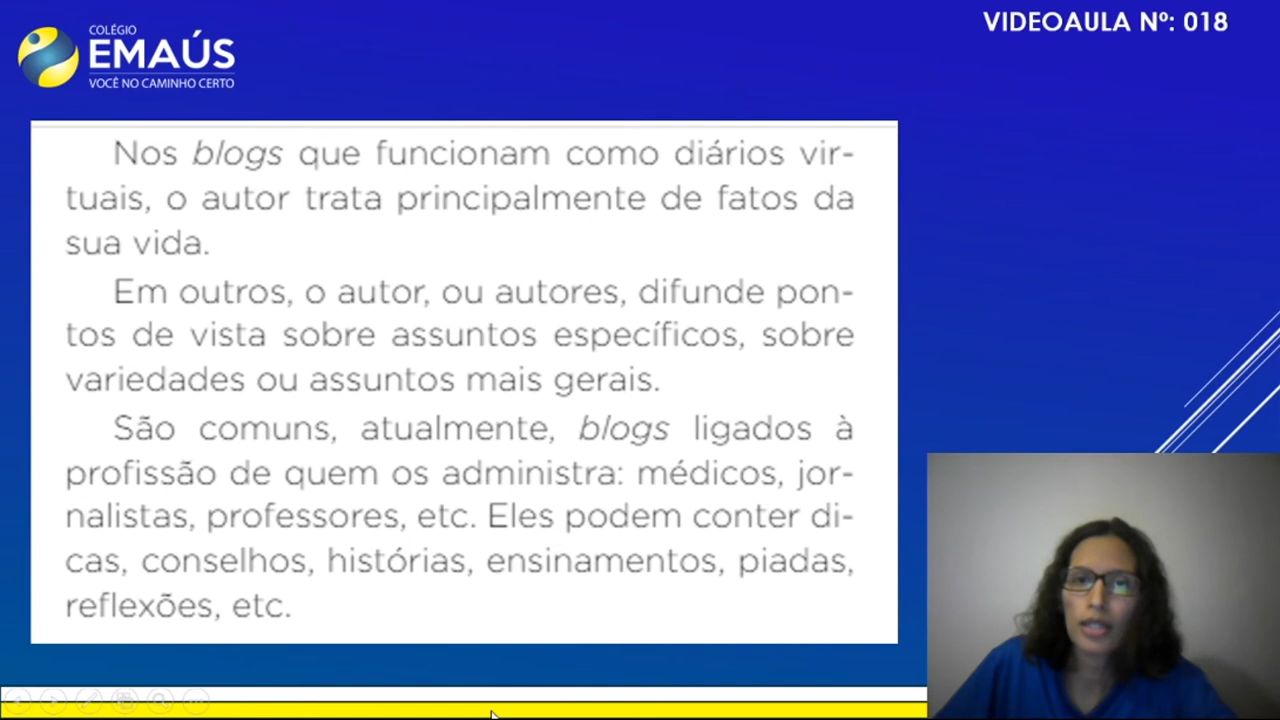 COLÉGIO
EMAÚS
VOCÊ NO CAMINHO CERTO
VIDEOAULA Nº: 018
Nos blogs que funcionam como diários vir-
tuais, o autor trata principalmente de fatos da
sua vida.
Em outros, o autor, ou autores, difunde pon-
tos de vista sobre assuntos específicos, sobre
variedades ou assuntos mais gerais.
São comuns, atualmente, blogs ligados à
profissão de quem os administra: médicos, jor-
nalistas, professores, etc. Eles podem conter di-
cas, conselhos, histórias, ensinamentos, piadas,
reflexões, etc.